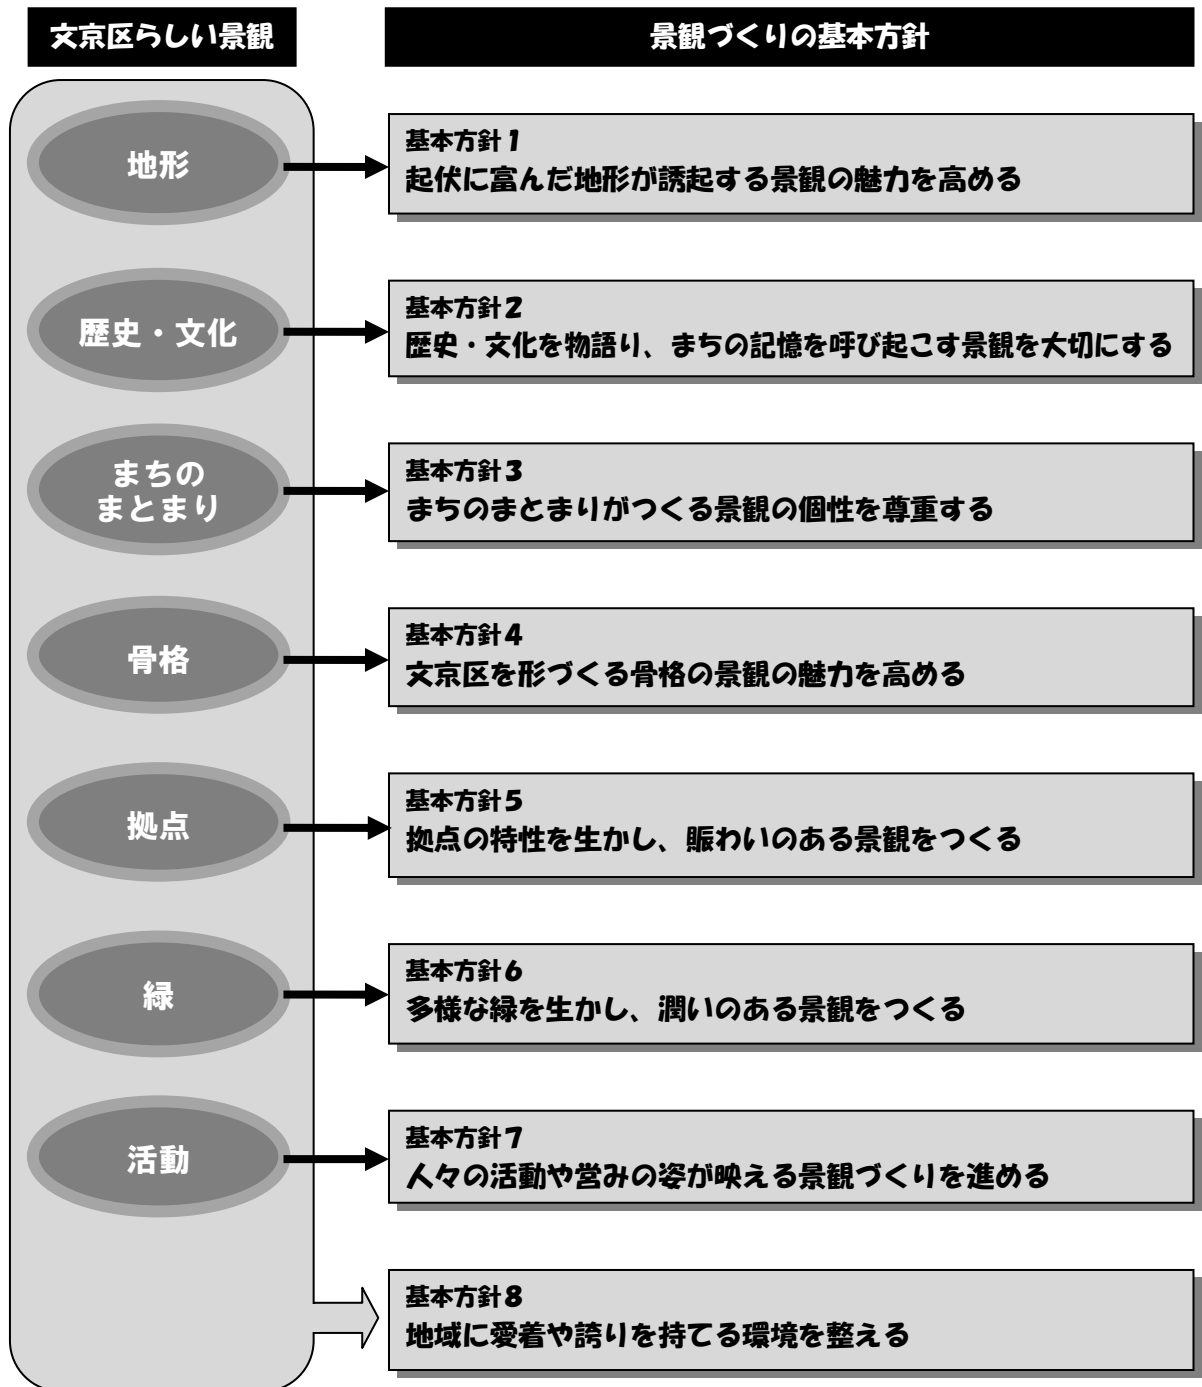 文京区らしい景観
景観づくりの基本方針
地形
基本方針1
起伏に富んだ地形が誘起する景観の魅力を高める
歴史・文化
基本方針2
歴史・文化を物語り、まちの記憶を呼び起こす景観を大切にする
まちの
まとまり
基本方針3
まちのまとまりがつくる景観の個性を尊重する
骨格
基本方針4
文京区を形づくる骨格の景観の魅力を高める
拠点
基本方針5
拠点の特性を生かし、賑わいのある景観をつくる
緑
基本方針6
多様な緑を生かし、潤いのある景観をつくる
活動
基本方針7
人々の活動や営みの姿が映える景観づくりを進める
基本方針8
地域に愛着や誇りを持てる環境を整える